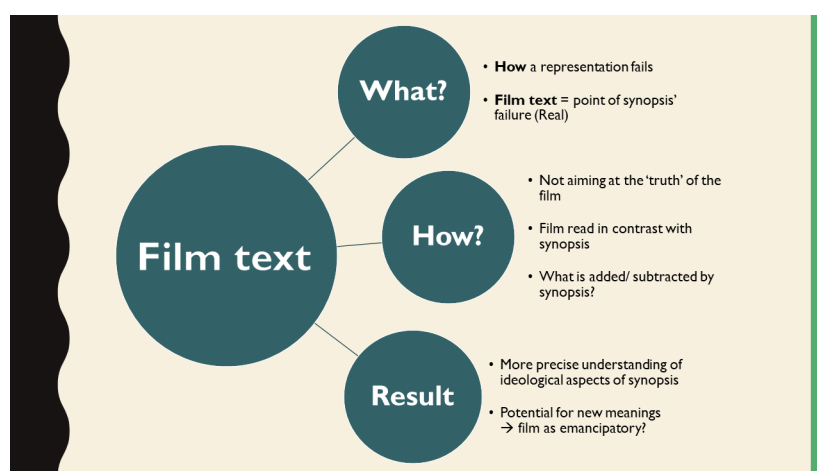 Film text
What?
• How a representation fails
• Film text = point of synopsis’
failure (Real)
How?
• Not aiming at the ‘truth’ of the
film
• Film read in contrast with
synopsis
• What is added/ subtracted by
synopsis?
Result
• More precise understanding of
ideological aspects of synopsis
• Potential for new meanings
→ film as emancipatory?